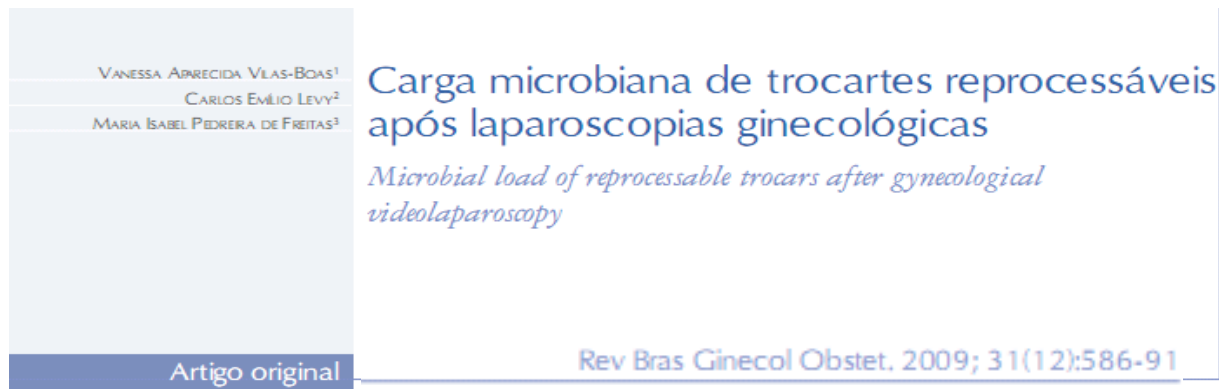 Vanessa Aparecida Vilas-Boas¹
Carlos Emílio Levy²
Maria Isabel Pedreira de Freitas³
Carga microbiana de trocartes reprocessáveis
após laparoscopias ginecológicas
Microbial load of reprocessable trocars after gynecological
videolaparoscopy
Artigo original
Rev Bras Ginecol Obstet. 2009; 31(12):586-91